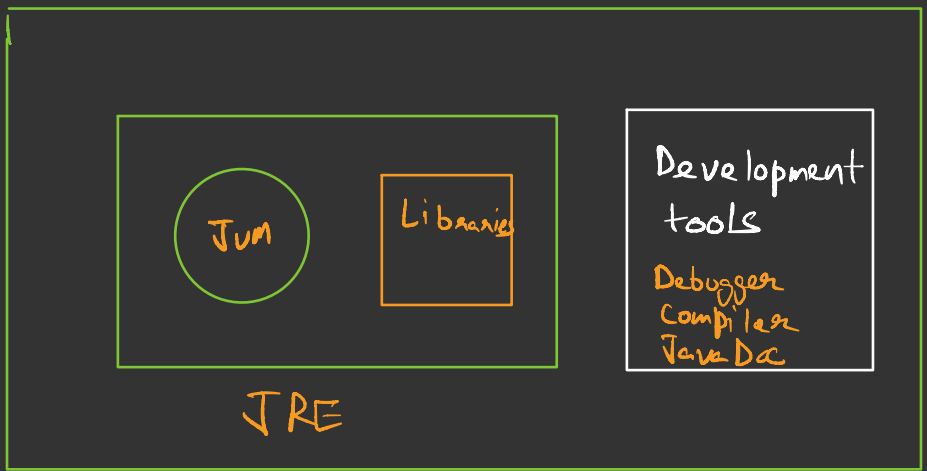 JVM
Libraries
JRE
Development
tools
Debugger
Compiler
JavaDoc